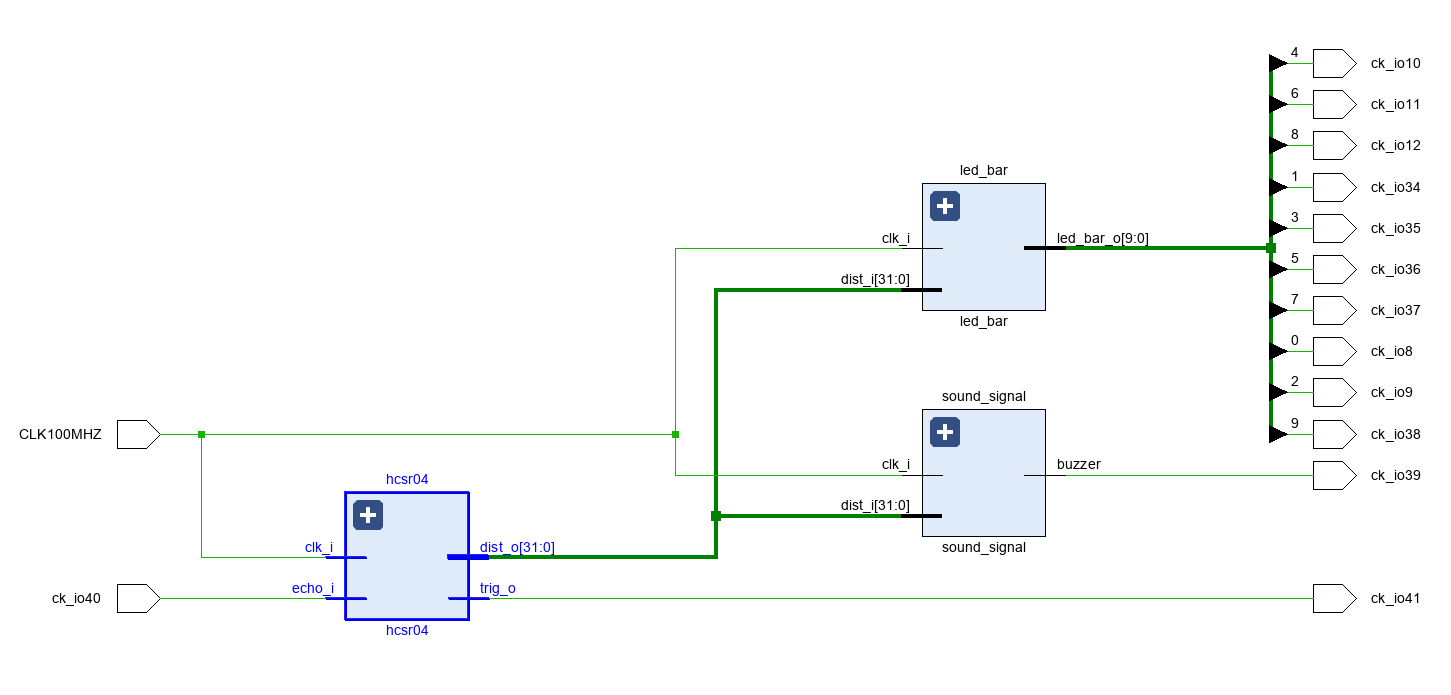 4
ck_io10
6
ck_io11
8
ck_io12
led_bar
1
ck_io34
3
ck_io35
clk_i
led_bar_o[9:0]
5
ck_io36
dist_i[31:0]
7
ck_io37
led_bar
0
ck_io8
2
ck_io9
sound_signal
9
ck_io38
CLK100MHZ
clk_i
buzzer
ck_io39
hcsr04
dist_i[31:0]
clk_i
dist_o[31:0]
sound_signal
echo_i
trig_o
ck_io40
ck_io41
hcsr04